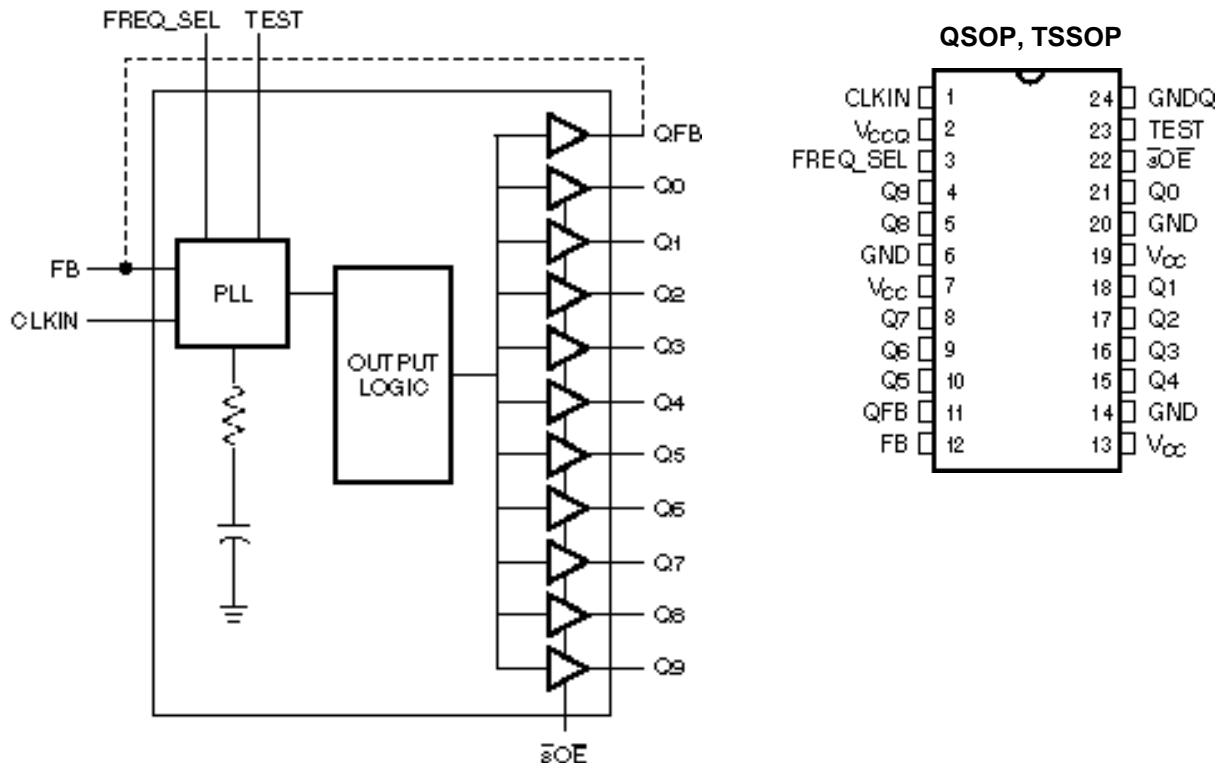 FREQ_SEL TEST
QFB
Q0
Q1
FB
PLL
Q2
CLKIN
Q3
OUTPUT
LOGIC
Q4
Q5
Q6
Q7
Q8
Q9
s̅OE̅
QSOP, TSSOP
CLKIN 1 24 GNDQ
VCCQ 2 23 TEST
FREQ_SEL 3 22 s̅OE̅
Q9 4 21 Q0
Q8 5 20 GND
GND 6 19 VCC
VCC 7 18 Q1
Q7 8 17 Q2
Q6 9 16 Q3
Q5 10 15 Q4
QFB 11 14 GND
FB 12 13 VCC